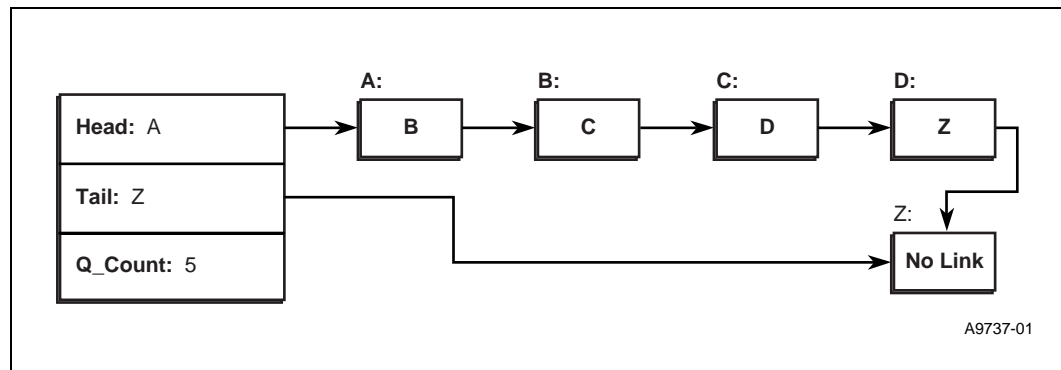 A: B: C: D:
Head: A B C D Z
Tail: Z
Z:
Q_Count: 5 No Link
A9737-01